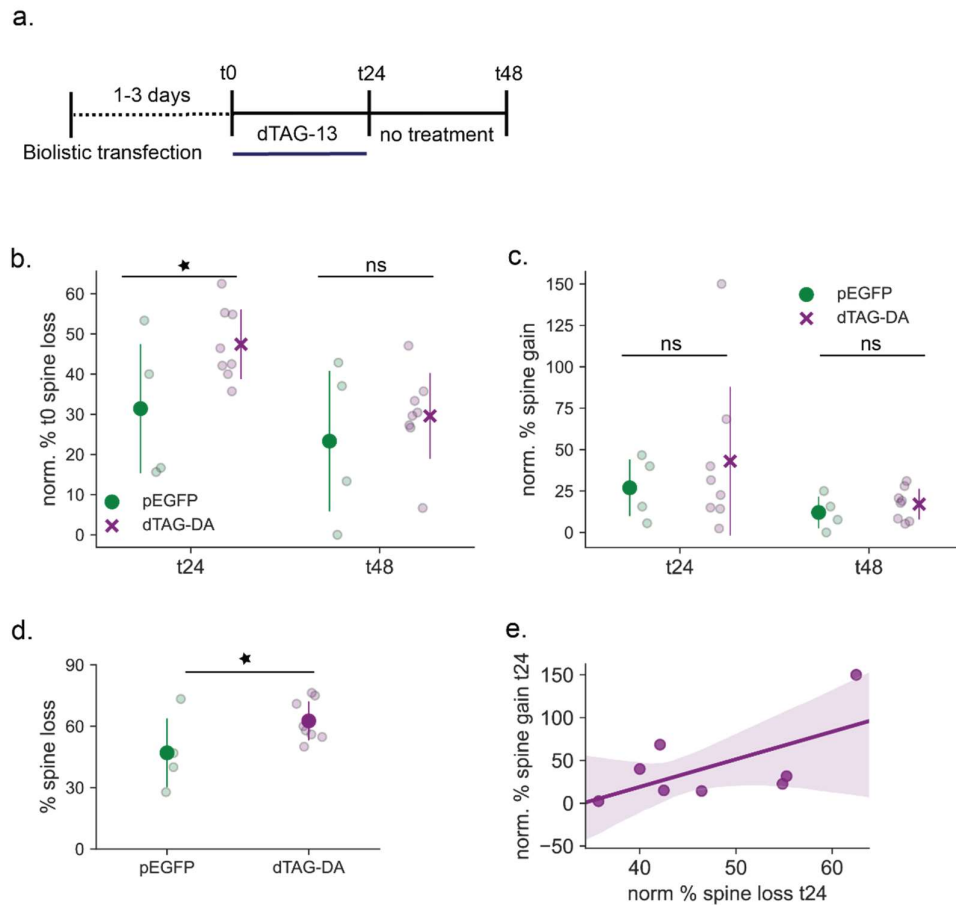 a.
t0 t24 t48
1-3 days
dTAG-13 no treatment
Biolistic transfection
b.
★ ns
norm. % t0 spine loss
60
50
40
30
20
10
0
pEGFP
dTAG-DA
t24 t48
c.
pEGFP
dTAG-DA
ns ns
norm. % spine gain
150
125
100
75
50
25
0
t24 t48
d.
★
% spine loss
90
60
30
0
pEGFP dTAG-DA
e.
norm. % spine gain t24
150
100
50
0
−50
40 50 60
norm % spine loss t24